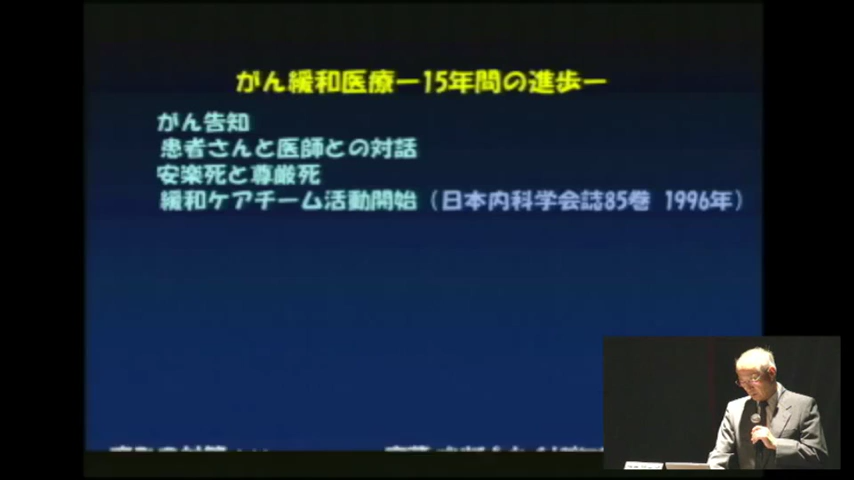 がん緩和医療ー15年間の進歩ー
がん告知
患者さんと医師との対話
安楽死と尊厳死
緩和ケアチーム活動開始（日本内科学会誌85巻 1996年）